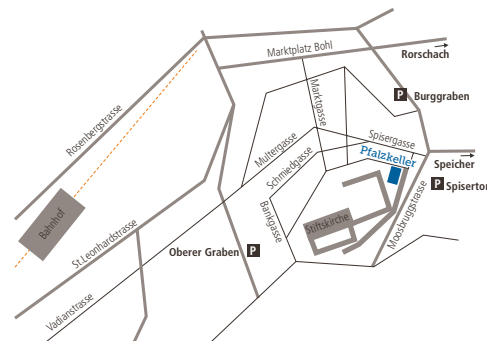 Marktplatz Bohl
Rorschach
Rosenbergstrasse
Marktgasse
P Burggraben
Multergasse
Spisergasse
Pfalzkeller
Speicher
Schmiedgasse
P Spisertor
Bahnhof
Bankgasse
Stiftskirche
Moosbruggstrasse
St.Leonhardstrasse
Oberer Graben P
Vadianstrasse